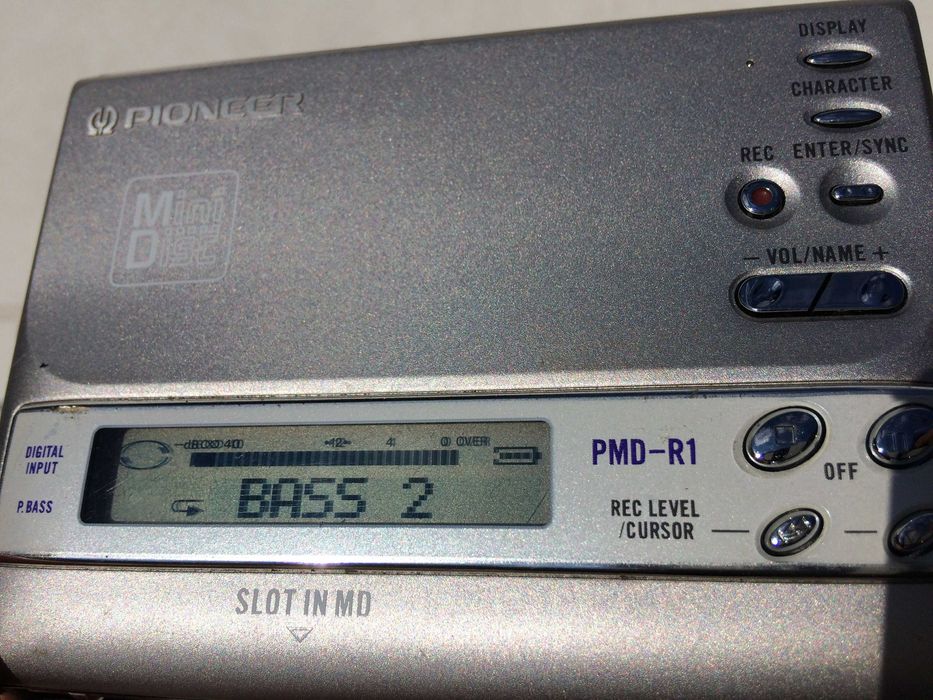 PIONEER
Mini
Disc
DISPLAY
CHARACTER
REC ENTER/SYNC
— VOL/NAME +
DIGITAL
INPUT
P. BASS
-dB 40 12 4 0 OVER
BASS 2
PMD-R1
OFF
REC LEVEL
/CURSOR
SLOT IN MD